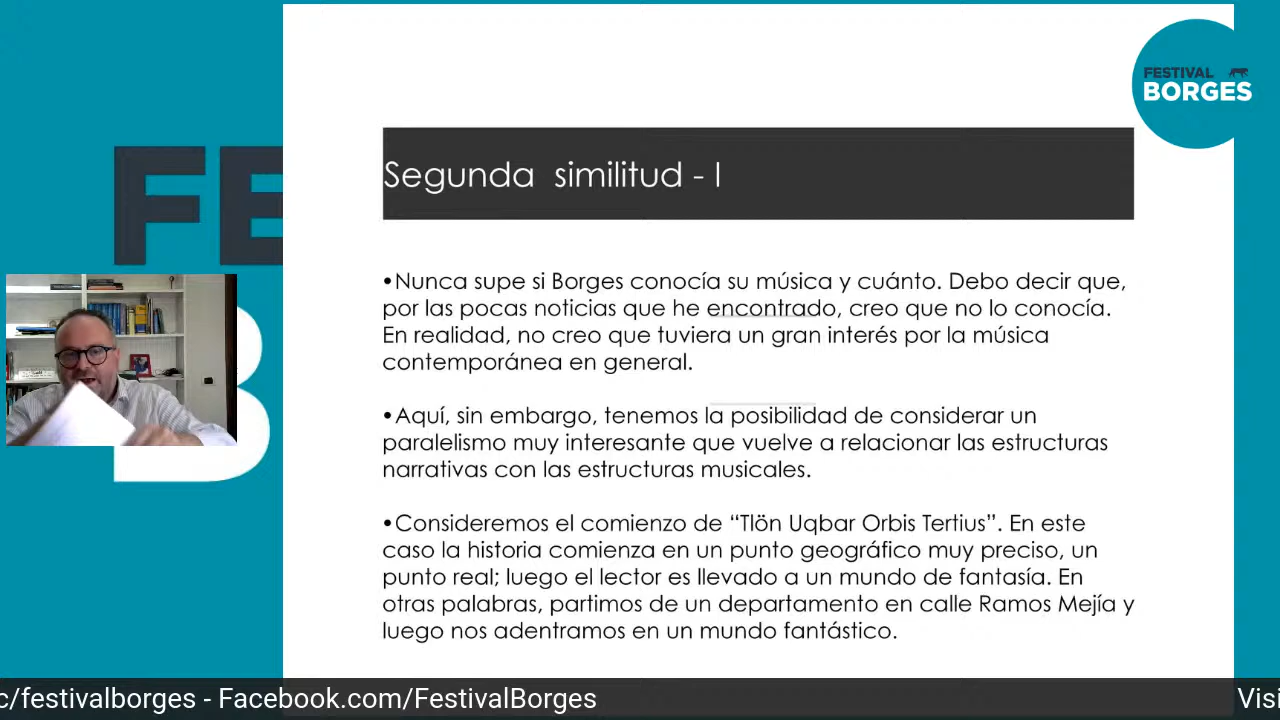 FESTIVAL
BORGES
FE
B
Segunda similitud - I
•Nunca supe si Borges conocía su música y cuánto. Debo decir que,
por las pocas noticias que he encontrado, creo que no lo conocía.
En realidad, no creo que tuviera un gran interés por la música
contemporánea en general.
•Aquí, sin embargo, tenemos la posibilidad de considerar un
paralelismo muy interesante que vuelve a relacionar las estructuras
narrativas con las estructuras musicales.
•Consideremos el comienzo de “Tlön Uqbar Orbis Tertius”. En este
caso la historia comienza en un punto geográfico muy preciso, un
punto real; luego el lector es llevado a un mundo de fantasía. En
otras palabras, partimos de un departamento en calle Ramos Mejía y
luego nos adentramos en un mundo fantástico.
c/festivalborges - Facebook.com/FestivalBorges
Visi